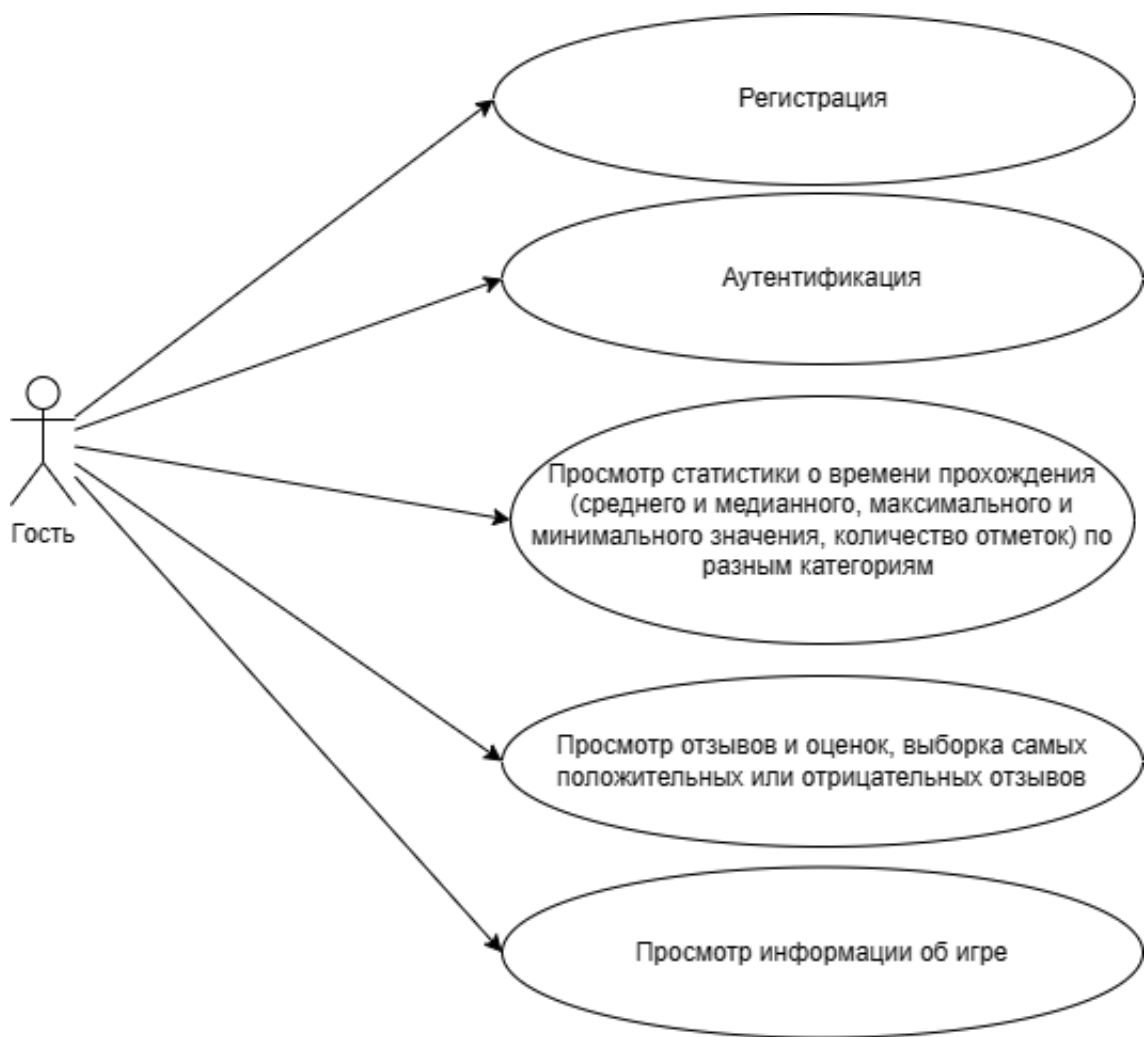 Регистрация
Аутентификация
Гость
Просмотр статистики о времени прохождения
(среднего и медианного, максимального и
минимального значения, количество отметок) по
разным категориям
Просмотр отзывов и оценок, выборка самых
положительных или отрицательных отзывов
Просмотр информации об игре